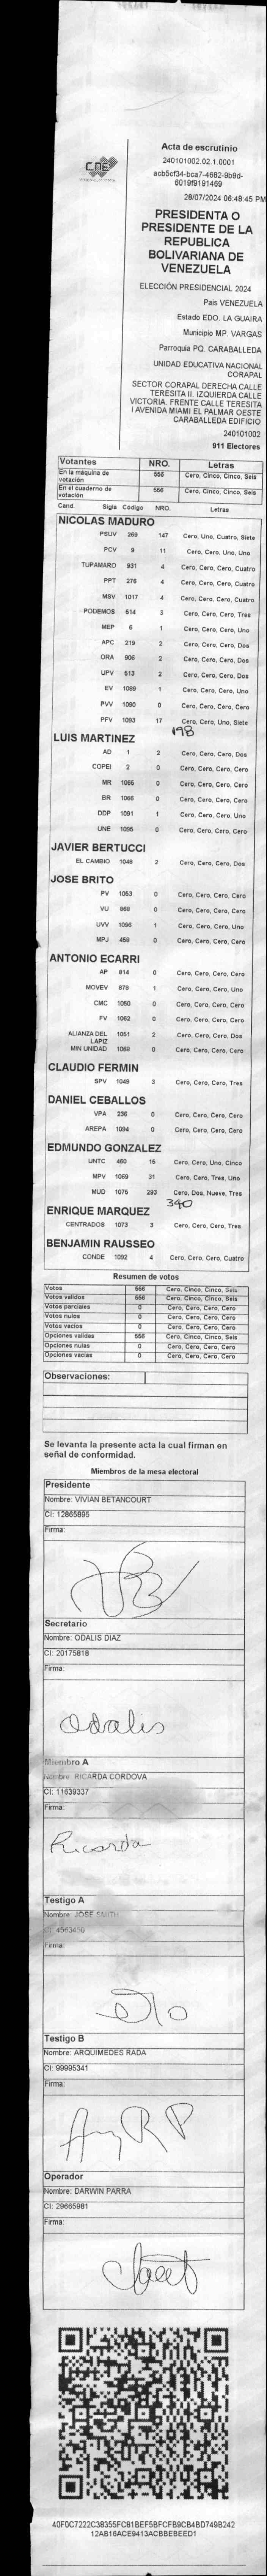 CNE
Acta de escrutinio
240101002.02.1.0001
acb5cf34-bca7-4682-9b9d-
6019f9191459
28/07/2024 06:48:45 PM
PRESIDENTA O
PRESIDENTE DE LA
REPUBLICA
BOLIVARIANA DE
VENEZUELA
ELECCIÓN PRESIDENCIAL 2024
País VENEZUELA
Estado EDO. LA GUAIRA
Municipio MP. VARGAS
Parroquia PQ. CARABALLEDA
UNIDAD EDUCATIVA NACIONAL
CORAPAL
SECTOR CORAPAL DERECHA CALLE
TERESITA II. IZQUIERDA CALLE
VICTORIA. FRENTE CALLE TERESITA
I AVENIDA MIAMI EL PALMAR OESTE
CARABALLEDA EDIFICIO
240101002
911 Electores
Votantes NRO. Letras
En la máquina de votación 556 Cero, Cinco, Cinco, Seis
En el cuaderno de votación 556 Cero, Cinco, Cinco, Seis
Cand. Sigla Codigo NRO. Letras
NICOLAS MADURO
PSUV 269 147 Cero, Uno, Cuatro, Siete
PCV 9 11 Cero, Cero, Uno, Uno
TUPAMARO 931 4 Cero, Cero, Cero, Cuatro
PPT 276 4 Cero, Cero, Cero, Cuatro
MSV 1017 4 Cero, Cero, Cero, Cuatro
PODEMOS 514 3 Cero, Cero, Cero, Tres
MEP 6 1 Cero, Cero, Cero, Uno
APC 219 2 Cero, Cero, Cero, Dos
ORA 906 2 Cero, Cero, Cero, Dos
UPV 513 2 Cero, Cero, Cero, Dos
EV 1089 1 Cero, Cero, Cero, Uno
PVV 1090 0 Cero, Cero, Cero, Cero
PFV 1093 17 Cero, Cero, Uno, Siete
198
LUIS MARTINEZ
AD 1 2 Cero, Cero, Cero, Dos
COPEI 2 0 Cero, Cero, Cero, Cero
MR 1055 0 Cero, Cero, Cero, Cero
BR 1066 0 Cero, Cero, Cero, Cero
DDP 1091 1 Cero, Cero, Cero, Uno
UNE 1095 0 Cero, Cero, Cero, Cero
JAVIER BERTUCCI
EL CAMBIO 1048 2 Cero, Cero, Cero, Dos
JOSE BRITO
PV 1053 0 Cero, Cero, Cero, Cero
VU 868 0 Cero, Cero, Cero, Cero
UVV 1096 1 Cero, Cero, Cero, Uno
MPJ 458 0 Cero, Cero, Cero, Cero
ANTONIO ECARRI
AP 814 0 Cero, Cero, Cero, Cero
MOVEV 879 1 Cero, Cero, Cero, Uno
CMC 1050 0 Cero, Cero, Cero, Cero
FV 1062 0 Cero, Cero, Cero, Cero
ALIANZA DEL LAPIZ 1051 2 Cero, Cero, Cero, Dos
MIN UNIDAD 1068 0 Cero, Cero, Cero, Cero
CLAUDIO FERMIN
SPV 1049 3 Cero, Cero, Cero, Tres
DANIEL CEBALLOS
VPA 236 0 Cero, Cero, Cero, Cero
AREPA 1094 0 Cero, Cero, Cero, Cero
EDMUNDO GONZALEZ
UNTC 460 15 Cero, Cero, Uno, Cinco
MPV 1069 31 Cero, Cero, Tres, Uno
MUD 1075 293 Cero, Dos, Nueve, Tres
340
ENRIQUE MARQUEZ
CENTRADOS 1073 3 Cero, Cero, Cero, Tres
BENJAMIN RAUSSEO
CONDE 1092 4 Cero, Cero, Cero, Cuatro
Resumen de votos
Votos 556 Cero, Cinco, Cinco, Seis
Votos validos 556 Cero, Cinco, Cinco, Seis
Votos parciales 0 Cero, Cero, Cero, Cero
Votos nulos 0 Cero, Cero, Cero, Cero
Votos vacios 0 Cero, Cero, Cero, Cero
Opciones validas 556 Cero, Cinco, Cinco, Seis
Opciones nulas 0 Cero, Cero, Cero, Cero
Opciones vacias 0 Cero, Cero, Cero, Cero
Observaciones:
Se levanta la presente acta la cual firman en
señal de conformidad.
Miembros de la mesa electoral
Presidente
Nombre: VIVIAN BETANCOURT
CI: 12865895
Firma:
Secretario
Nombre: ODALIS DIAZ
CI: 20175818
Firma:
Odalis
Miembro A
Nombre: RICARDA CORDOVA
CI: 11639337
Firma:
Ricarda
Testigo A
Nombre: JOSE SMITH
CI: 4563450
Firma:
Testigo B
Nombre: ARQUIMEDES RADA
CI: 99995341
Firma:
Operador
Nombre: DARWIN PARRA
CI: 29665981
Firma:
40F0C7222C38355FC81BEF5BFCFB9CB4BD749B242
12AB16ACE9413ACBBEBEED1